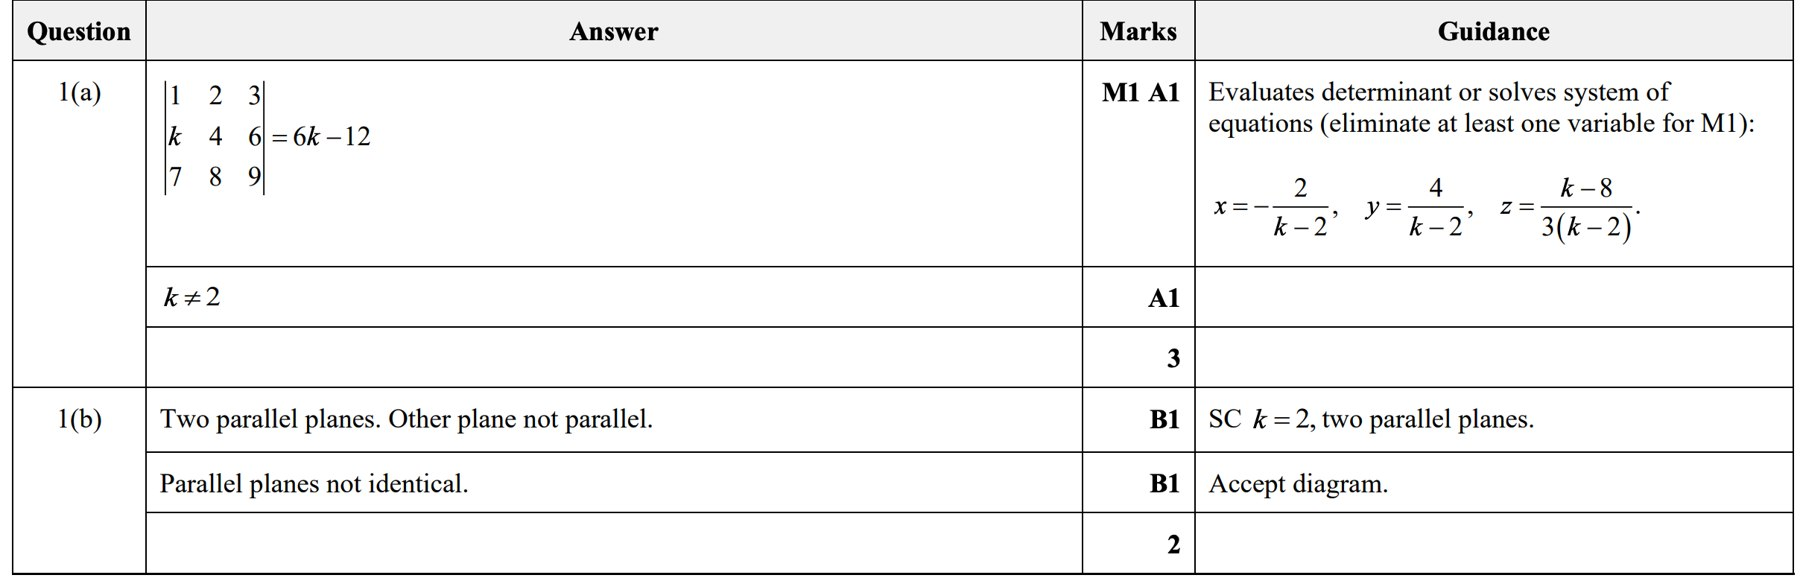 Question Answer Marks Guidance
1(a) |1 2 3| M1 A1 Evaluates determinant or solves system of
|k 4 6| = 6k − 12 equations (eliminate at least one variable for M1):
|7 8 9|
x = −2/(k − 2), y = 4/(k − 2), z = (k − 8)/(3(k − 2)).
k ≠ 2 A1
3
1(b) Two parallel planes. Other plane not parallel. B1 SC k = 2, two parallel planes.
Parallel planes not identical. B1 Accept diagram.
2